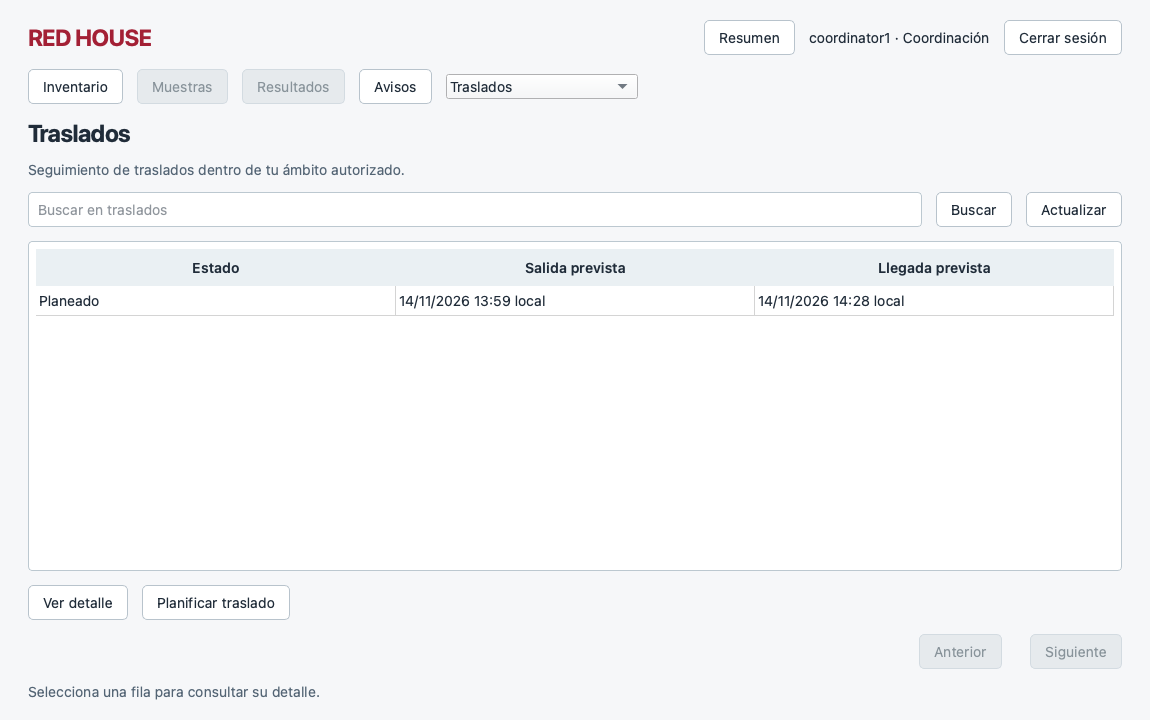 RED HOUSE
Resumen
coordinator1 · Coordinación
Cerrar sesión
Inventario
Muestras
Resultados
Avisos
Traslados
Traslados
Seguimiento de traslados dentro de tu ámbito autorizado.
Buscar en traslados
Buscar
Actualizar
Estado
Salida prevista
Llegada prevista
Planeado
14/11/2026 13:59 local
14/11/2026 14:28 local
Ver detalle
Planificar traslado
Anterior
Siguiente
Selecciona una fila para consultar su detalle.